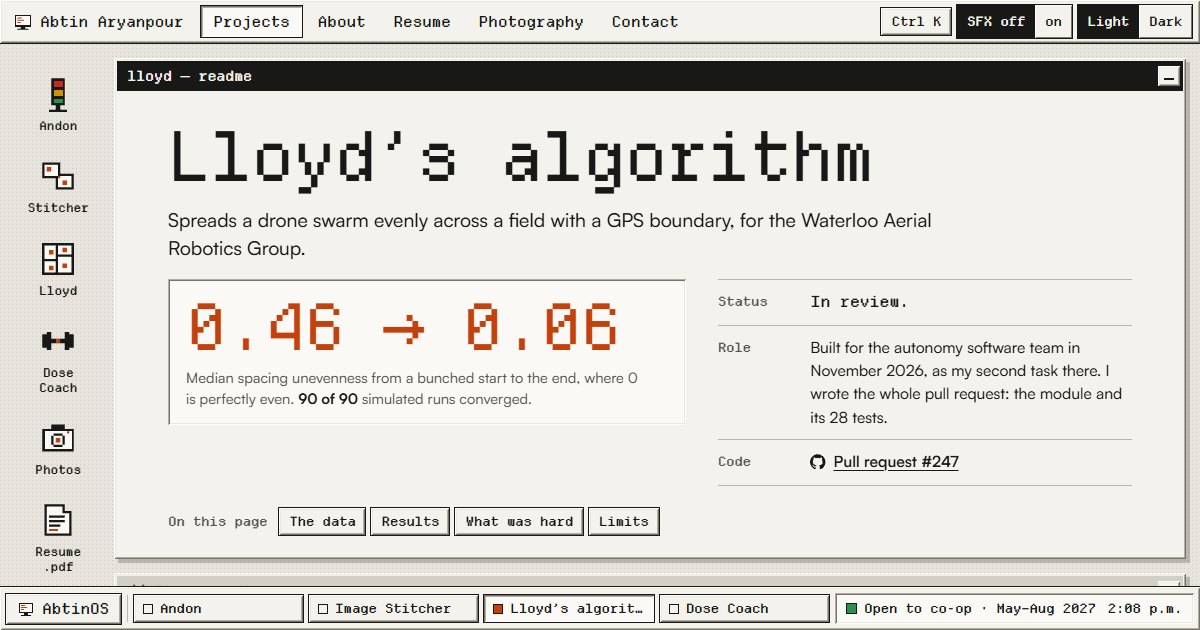 Abtin Aryanpour Projects About Resume Photography Contact Ctrl K SFX off on Light Dark
lloyd — readme
Andon
Stitcher
Lloyd
Dose
Coach
Photos
Resume
.pdf
Lloyd's algorithm
Spreads a drone swarm evenly across a field with a GPS boundary, for the Waterloo Aerial
Robotics Group.
0.46 → 0.06
Median spacing unevenness from a bunched start to the end, where 0
is perfectly even. 90 of 90 simulated runs converged.
Status In review.
Role Built for the autonomy software team in
November 2026, as my second task there. I
wrote the whole pull request: the module and
its 28 tests.
Code Pull request #247
On this page The data Results What was hard Limits
AbtinOS Andon Image Stitcher Lloyd's algorit… Dose Coach Open to co-op · May–Aug 2027 2:08 p.m.